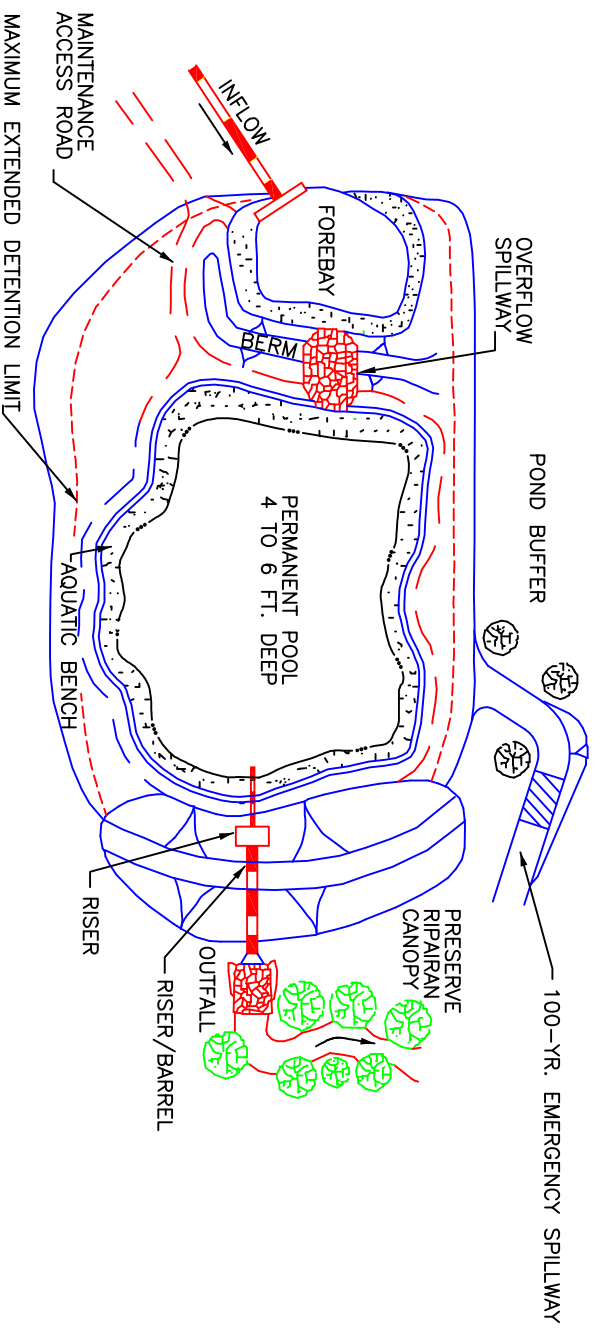 100-YR. EMERGENCY SPILLWAY
POND BUFFER
OVERFLOW
SPILLWAY
PRESERVE
RIPAIRAN
CANOPY
FOREBAY
INFLOW
BERM
PERMANENT POOL
4 TO 6 FT. DEEP
OUTFALL
RISER/BARREL
RISER
AQUATIC BENCH
MAINTENANCE
ACCESS ROAD
MAXIMUM EXTENDED DETENTION LIMIT